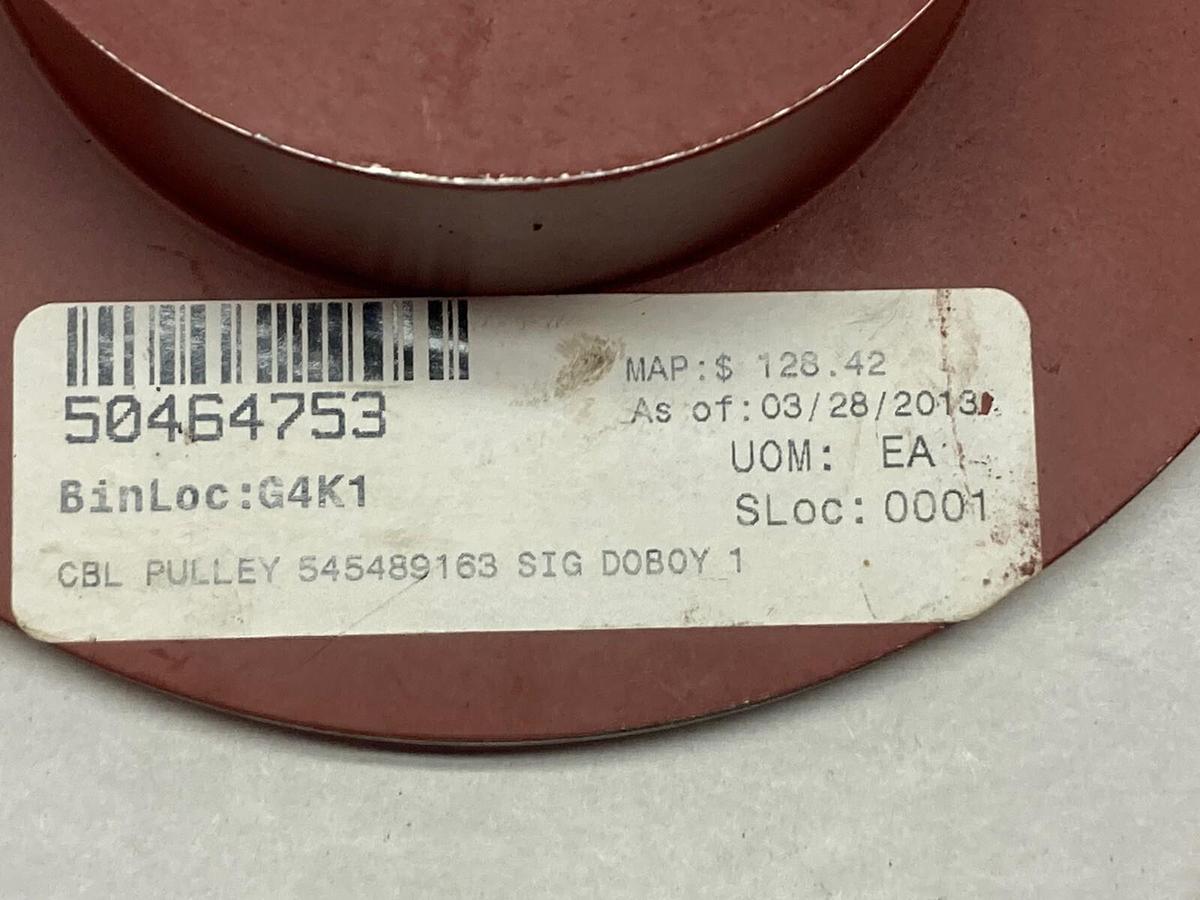 50464753
BinLoc:G4K1
MAP:$ 128.42
As of:03/28/2013
UOM: EA
SLoc:0001
CBL PULLEY 545489163 SIG DOBOY 1